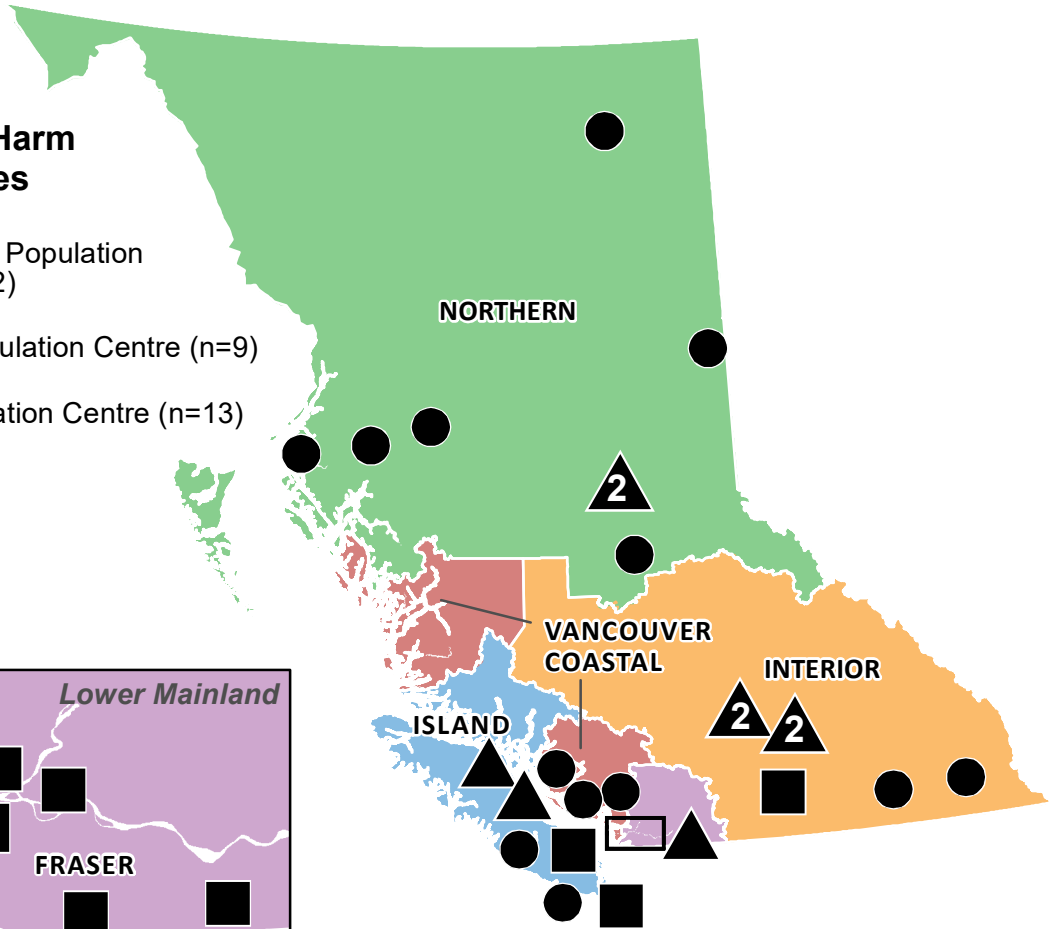 Harm
es
Population
2)
ulation Centre (n=9)
ation Centre (n=13)
NORTHERN
2
VANCOUVER
COASTAL
INTERIOR
2
2
ISLAND
Lower Mainland
FRASER